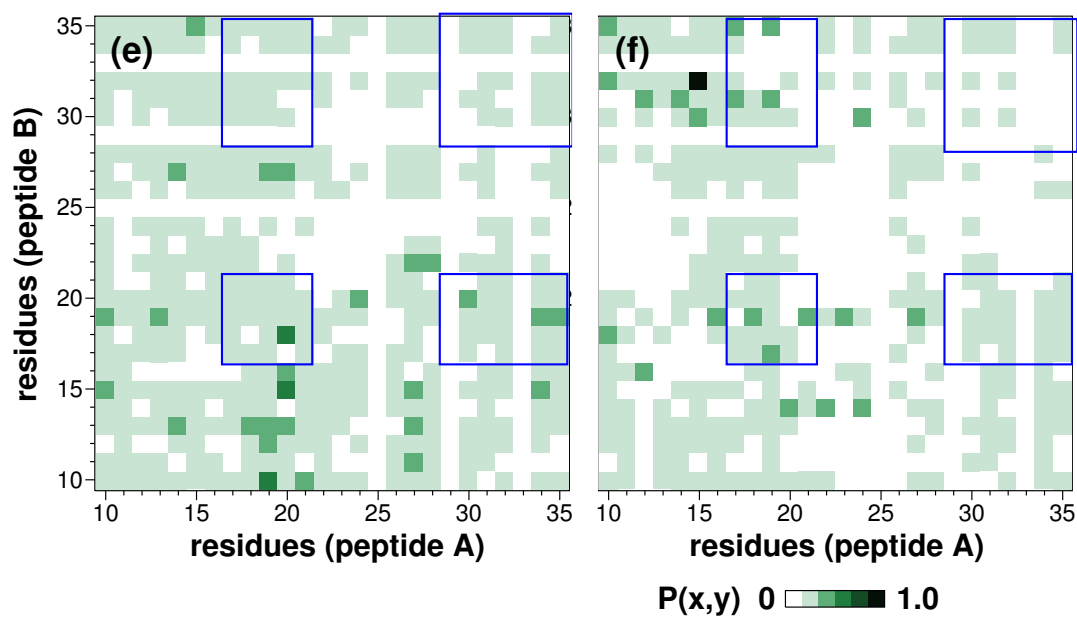 (e)
(f)
35
30
25
20
15
10
residues (peptide B)
10 15 20 25 30 35
10 15 20 25 30 35
residues (peptide A)
residues (peptide A)
P(x,y) 0 1.0